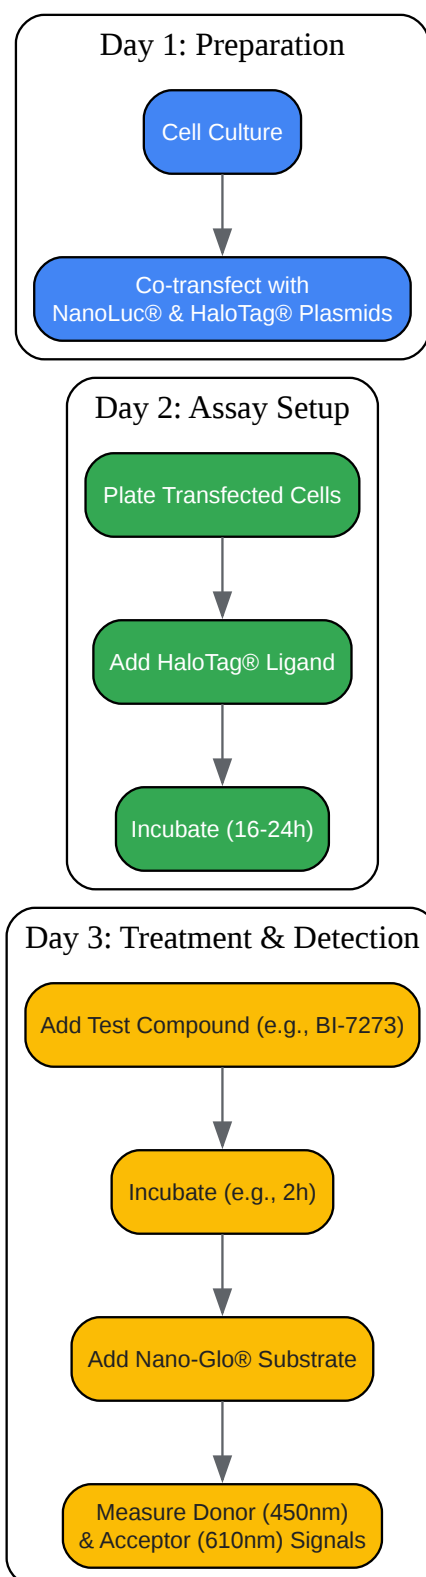 Day 1: Preparation
Cell Culture
Co-transfect with
NanoLuc® & HaloTag® Plasmids
Day 2: Assay Setup
Plate Transfected Cells
Add HaloTag® Ligand
Incubate (16-24h)
Day 3: Treatment & Detection
Add Test Compound (e.g., BI-7273)
Incubate (e.g., 2h)
Add Nano-Glo® Substrate
Measure Donor (450nm)
& Acceptor (610nm) Signals